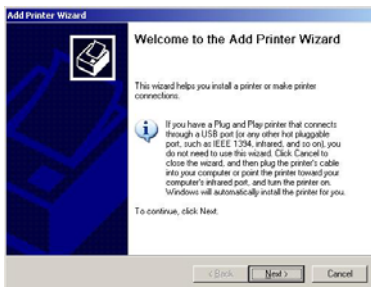 Add Printer Wizard
Welcome to the Add Printer Wizard
This wizard helps you install a printer or make printer
connections.
If you have a Plug and Play printer that connects
through a USB port (or any other hot pluggable
port, such as IEEE 1394, infrared, and so on), you
do not need to use this wizard. Click Cancel to
close the wizard, and then plug the printer's cable
into your computer or point the printer toward your
computer's infrared port, and turn the printer on.
Windows will automatically install the printer for you.
To continue, click Next.
< Back Next > Cancel